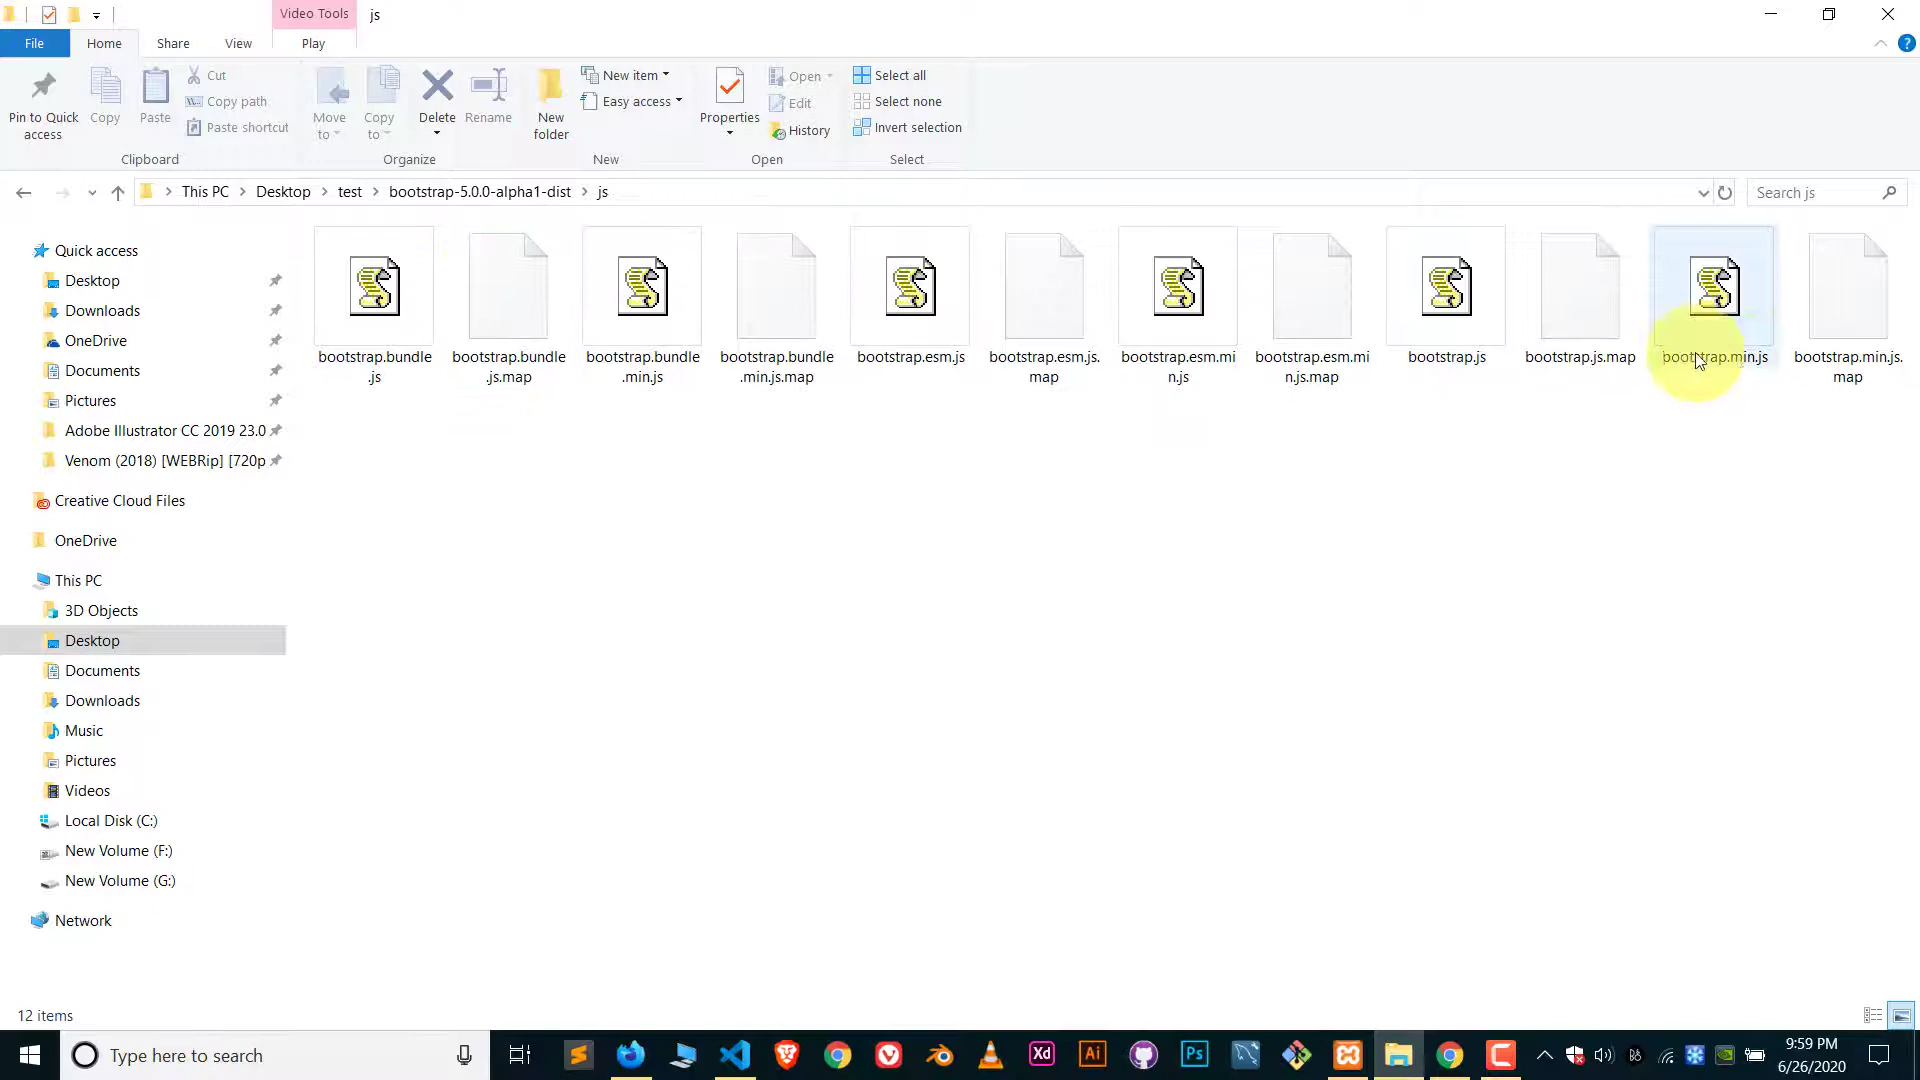 Video Tools
js
File
Home
Share
View
Play
Pin to Quick
access
Copy
Paste
Cut
Copy path
Paste shortcut
Clipboard
Move
to
Copy
to
Delete
Rename
Organize
New
folder
New item
Easy access
New
Properties
Open
Edit
History
Open
Select all
Select none
Invert selection
Select
This PC
Desktop
test
bootstrap-5.0.0-alpha1-dist
js
Search js
Quick access
Desktop
Downloads
OneDrive
Documents
Pictures
Adobe Illustrator CC 2019 23.0
Venom (2018) [WEBRip] [720p
Creative Cloud Files
OneDrive
This PC
3D Objects
Desktop
Documents
Downloads
Music
Pictures
Videos
Local Disk (C:)
New Volume (F:)
New Volume (G:)
Network
bootstrap.bundle
.js
bootstrap.bundle
.js.map
bootstrap.bundle
.min.js
bootstrap.bundle
.min.js.map
bootstrap.esm.js
bootstrap.esm.js.
map
bootstrap.esm.mi
n.js
bootstrap.esm.mi
n.js.map
bootstrap.js
bootstrap.js.map
bootstrap.min.js
bootstrap.min.js.
map
12 items
Type here to search
Xd
Ai
Ps
9:59 PM
6/26/2020